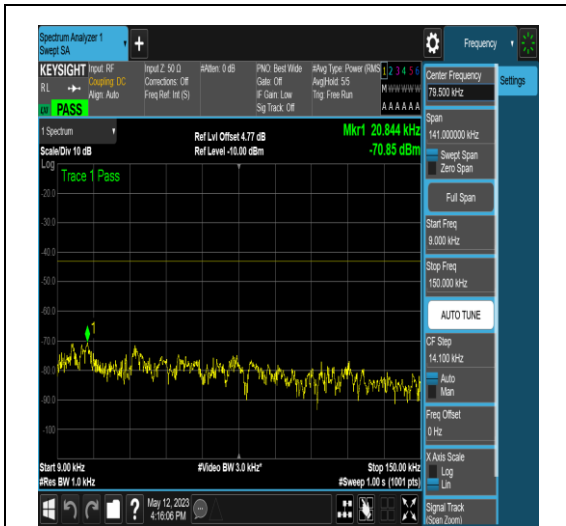 Spectrum Analyzer 1
Swept SA
+
Frequency
KEYSIGHT
RL
PASS
Input: RF
Coupling: DC
Align: Auto
Input Z: 50 Ω
Corrections: Off
Freq Ref: Int (S)
#Atten: 0 dB
PNO: Best Wide
Gate: Off
IF Gain: Low
Sig Track: Off
#Avg Type: Power (RMS
Avg|Hold: 5/5
Trig: Free Run
1 2 3 4 5 6
M W W W W W
A A A A A A
1 Spectrum
Scale/Div 10 dB
Ref Lvl Offset 4.77 dB
Ref Level -10.00 dBm
Mkr1 20.844 kHz
-70.85 dBm
Log
Trace 1 Pass
-20.0
-30.0
-40.0
-50.0
-60.0
-70.0
-80.0
-90.0
-100
1
Start 9.00 kHz
#Res BW 1.0 kHz
#Video BW 3.0 kHz*
Stop 150.00 kHz
#Sweep 1.00 s (1001 pts)
Center Frequency
79.500 kHz
Settings
Span
141.000000 kHz
Swept Span
Zero Span
Full Span
Start Freq
9.000 kHz
Stop Freq
150.000 kHz
AUTO TUNE
CF Step
14.100 kHz
Auto
Man
Freq Offset
0 Hz
X Axis Scale
Log
Lin
Signal Track
(Span Zoom)
?
May 12, 2023
4:16:06 PM